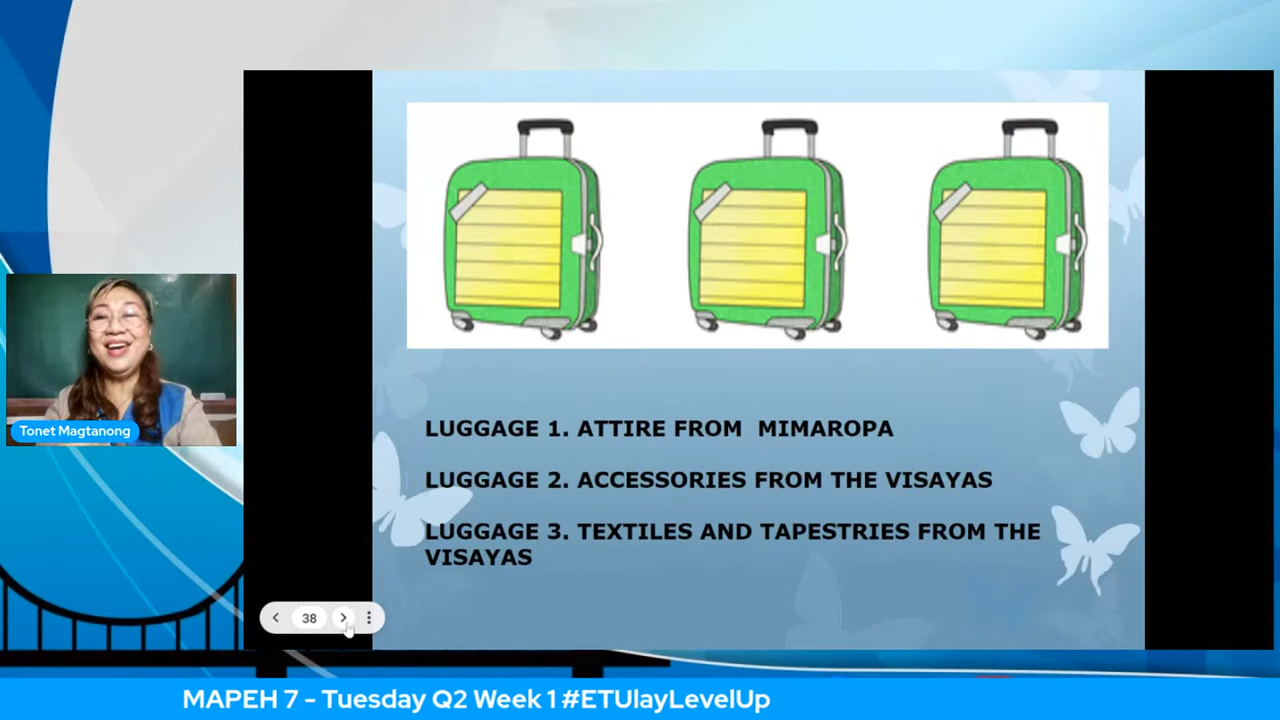 LUGGAGE 1. ATTIRE FROM MIMAROPA
LUGGAGE 2. ACCESSORIES FROM THE VISAYAS
LUGGAGE 3. TEXTILES AND TAPESTRIES FROM THE
VISAYAS
Tonet Magtanong
38
MAPEH 7 - Tuesday Q2 Week 1 #ETUlayLevelUp